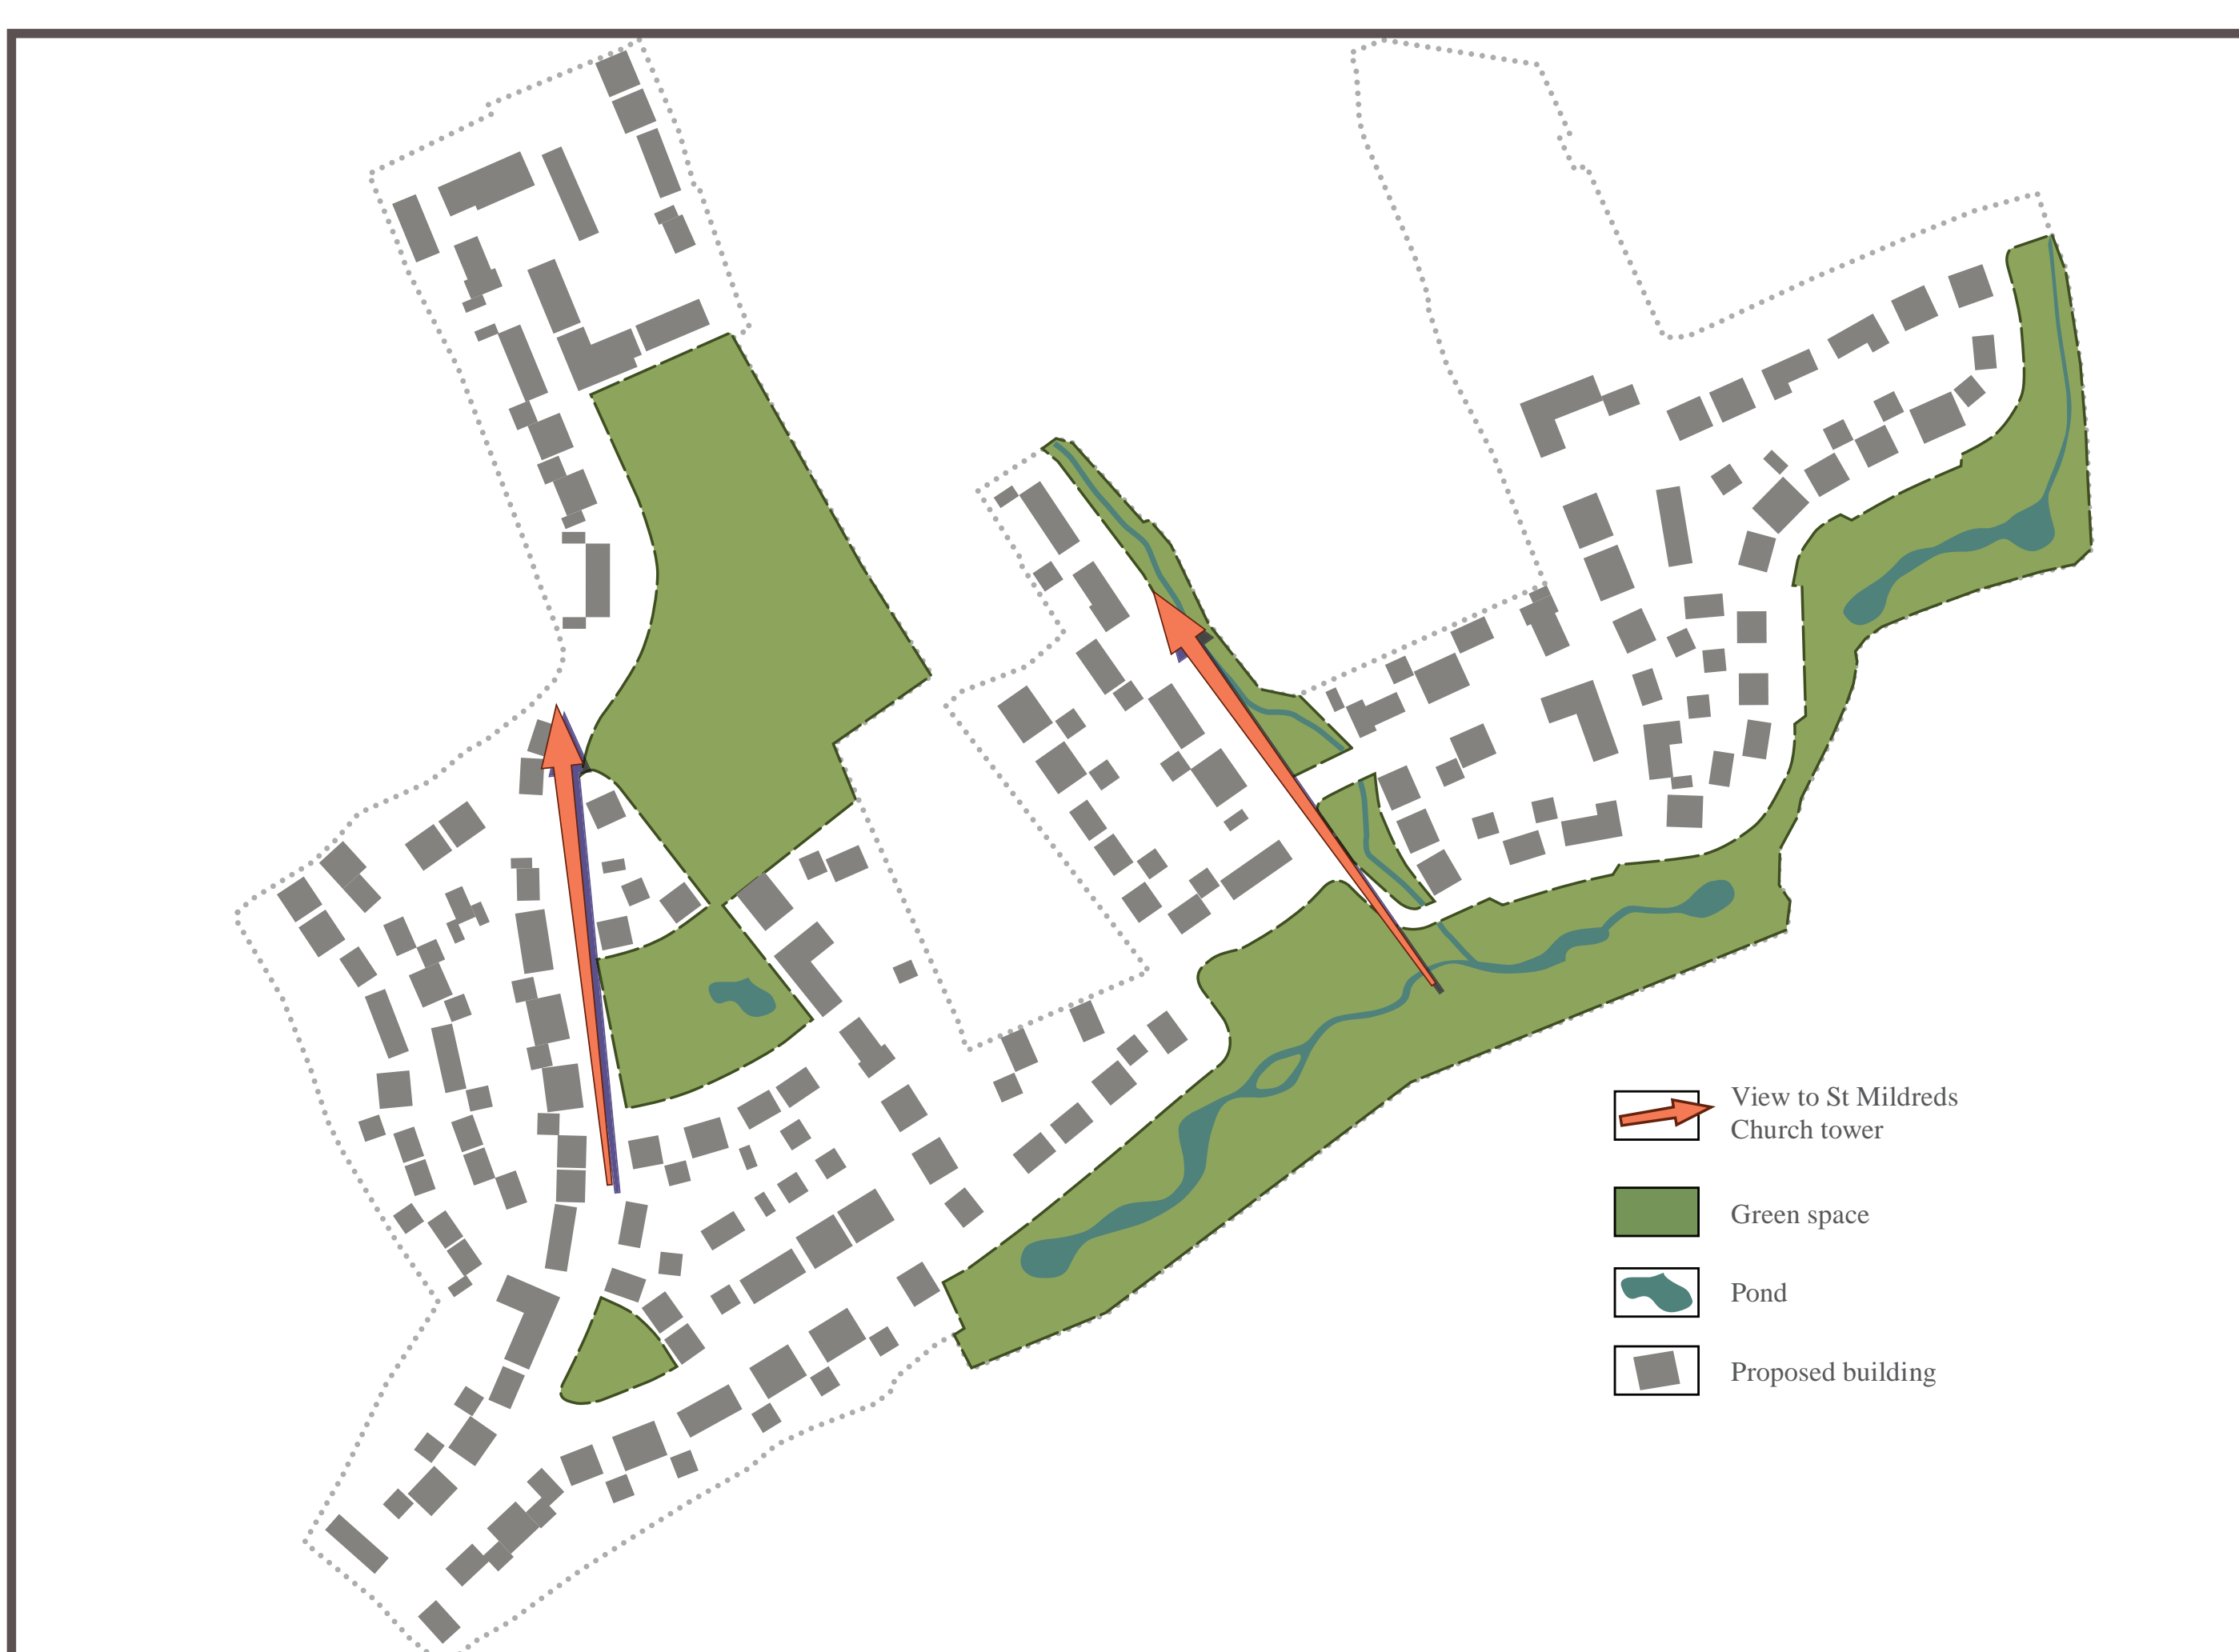 View to St Mildreds
Church tower
Green space
Pond
Proposed building